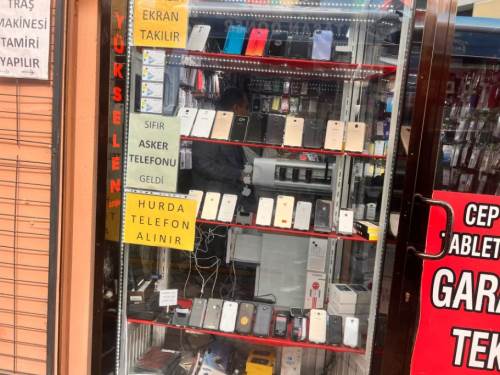 TRAŞ
MAKİNESİ
TAMİRİ
YAPILIR
EKRAN
TAKILIR
YÜKSELEN
SIFIR
ASKER
TELEFONU
GELDİ
HURDA
TELEFON
ALINIR
CEP
TABLET
GARA
TEK